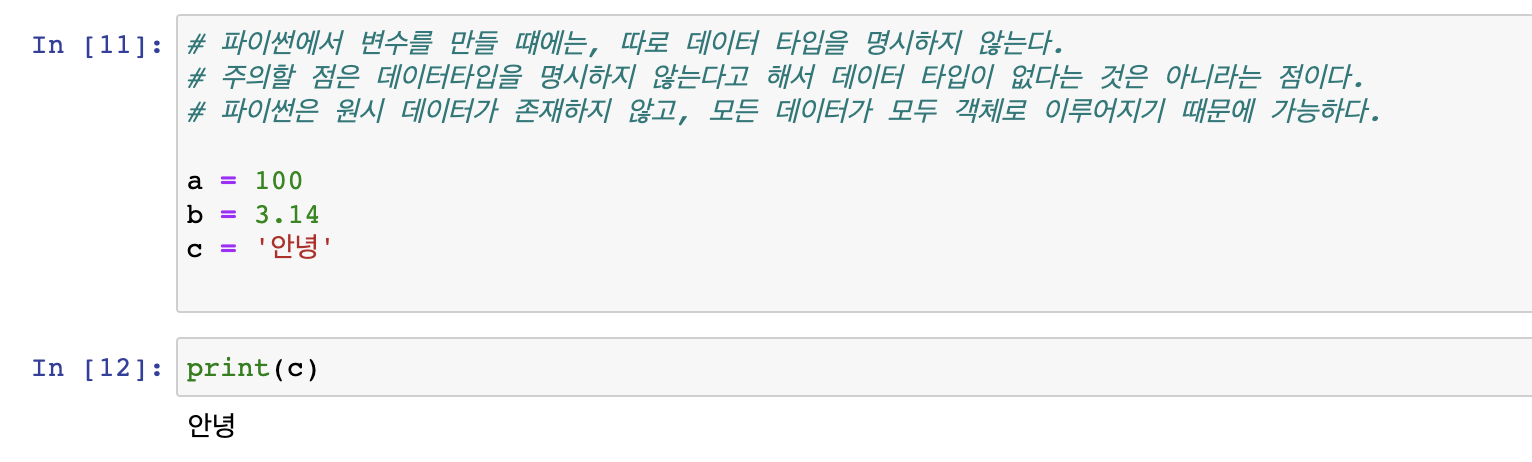 In [11]: # 파이썬에서 변수를 만들 떄에는, 따로 데이터 타입을 명시하지 않는다.
# 주의할 점은 데이터타입을 명시하지 않는다고 해서 데이터 타입이 없다는 것은 아니라는 점이다.
# 파이썬은 원시 데이터가 존재하지 않고, 모든 데이터가 모두 객체로 이루어지기 때문에 가능하다.
a = 100
b = 3.14
c = '안녕'
In [12]: print(c)
안녕